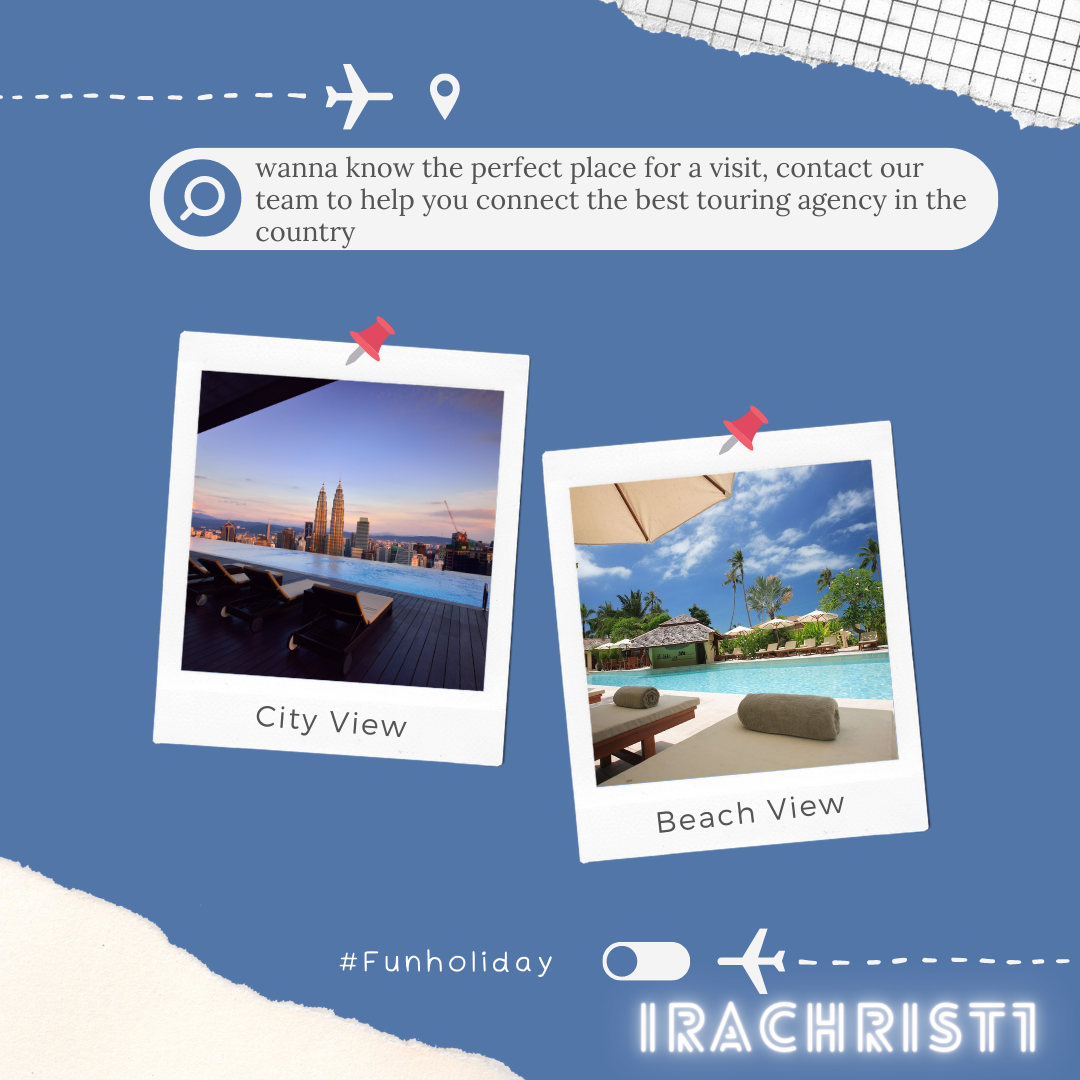 wanna know the perfect place for a visit, contact our
team to help you connect the best touring agency in the
country
City View
Beach View
#Funholiday
IRACHRIST1